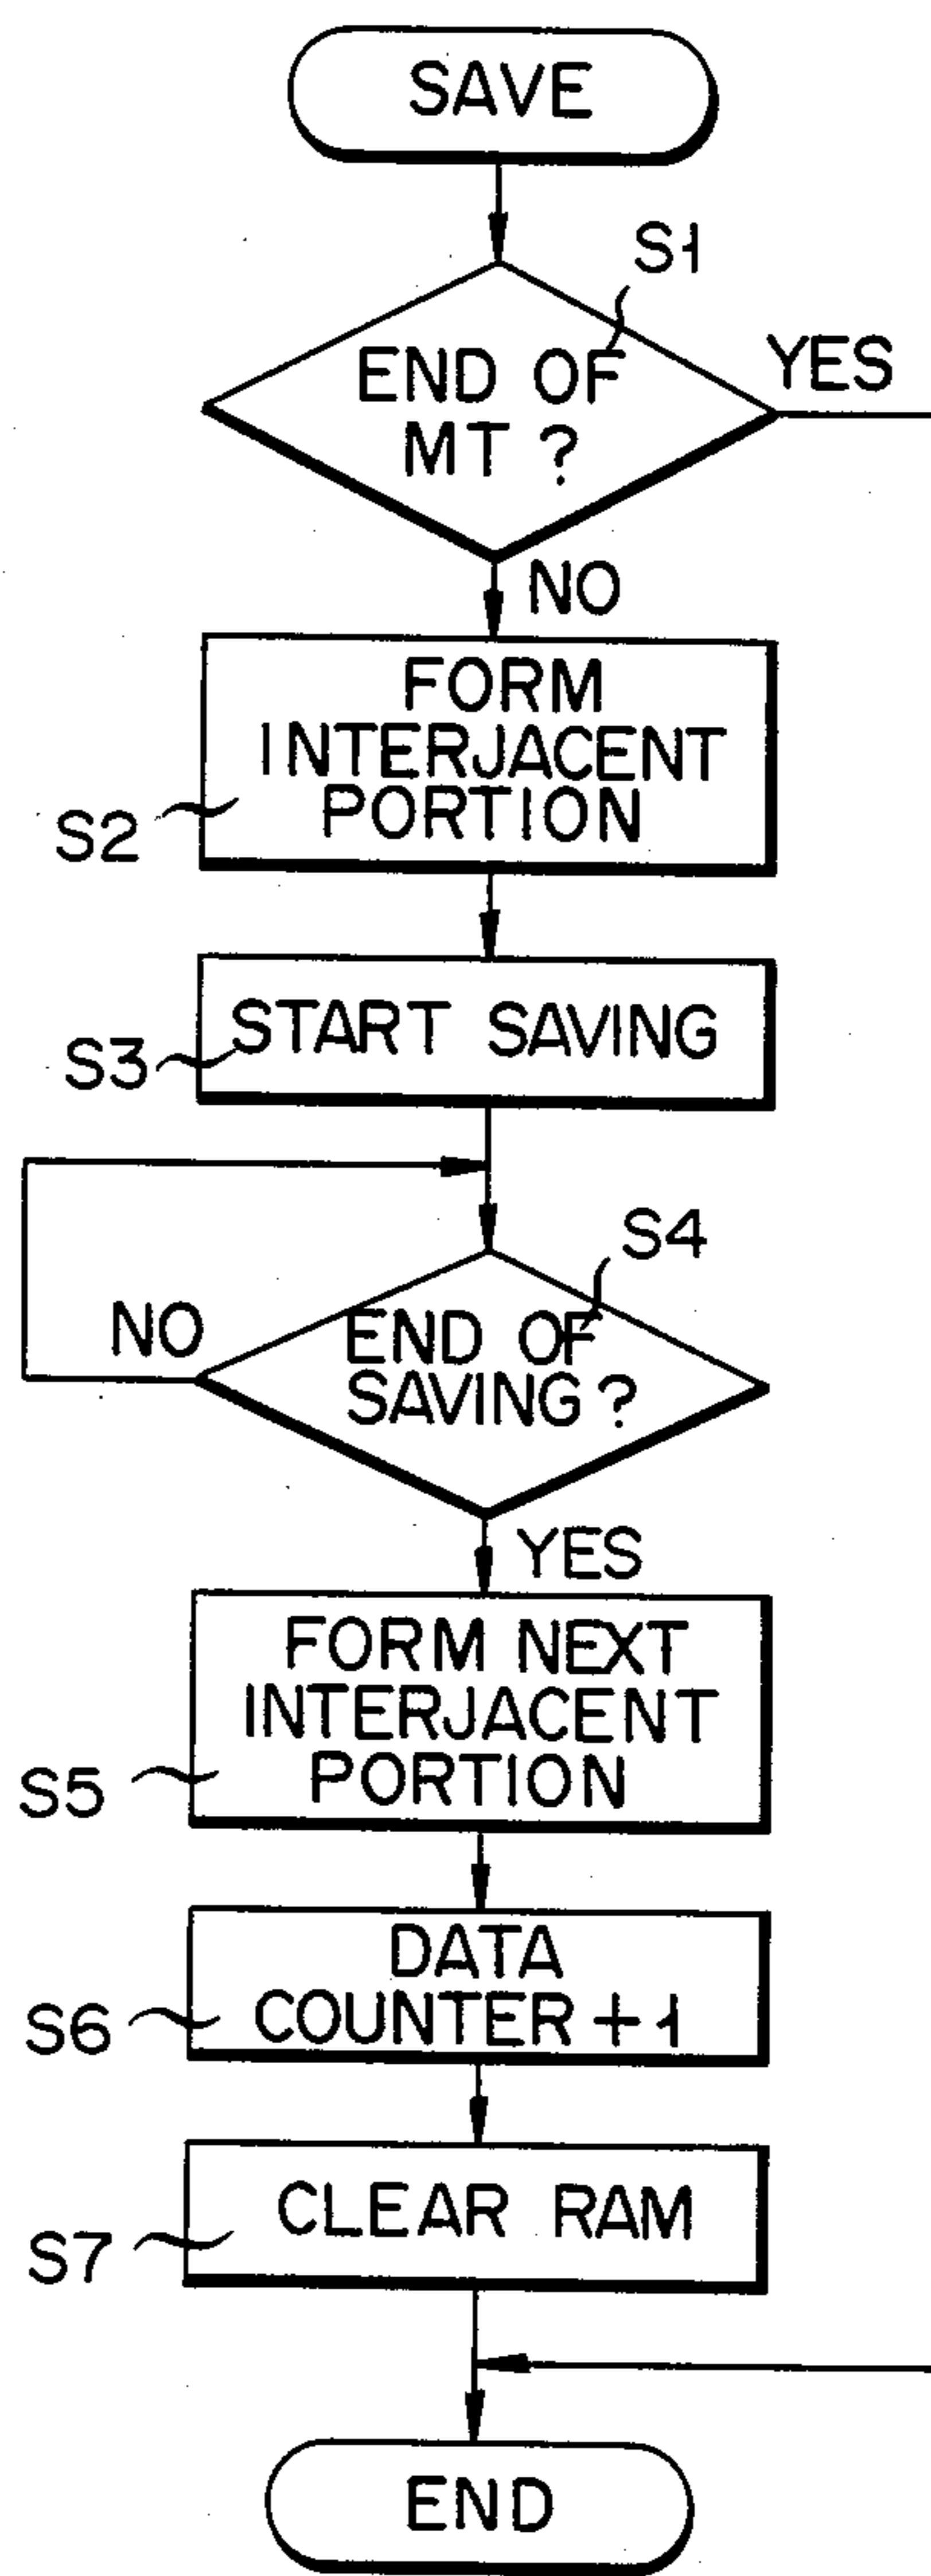 SAVE
S1
END OF
MT ?
YES
NO
FORM
INTERJACENT
PORTION
S2
START SAVING
S3
S4
END OF
SAVING ?
NO
YES
FORM NEXT
INTERJACENT
PORTION
S5
DATA
COUNTER +1
S6
CLEAR RAM
S7
END